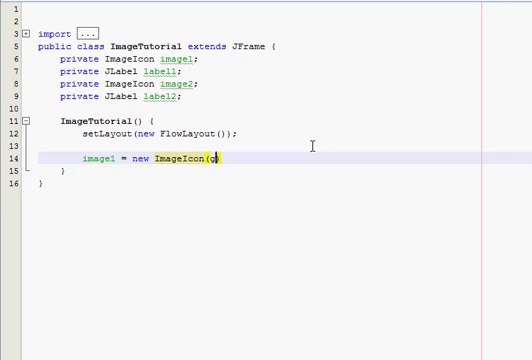 1
2
3 import ...
5 public class ImageTutorial extends JFrame {
6 private ImageIcon image1;
7 private JLabel label1;
8 private ImageIcon image2;
9 private JLabel label2;
10
11 ImageTutorial() {
12 setLayout(new FlowLayout());
13
14 image1 = new ImageIcon(g)
15 }
16 }